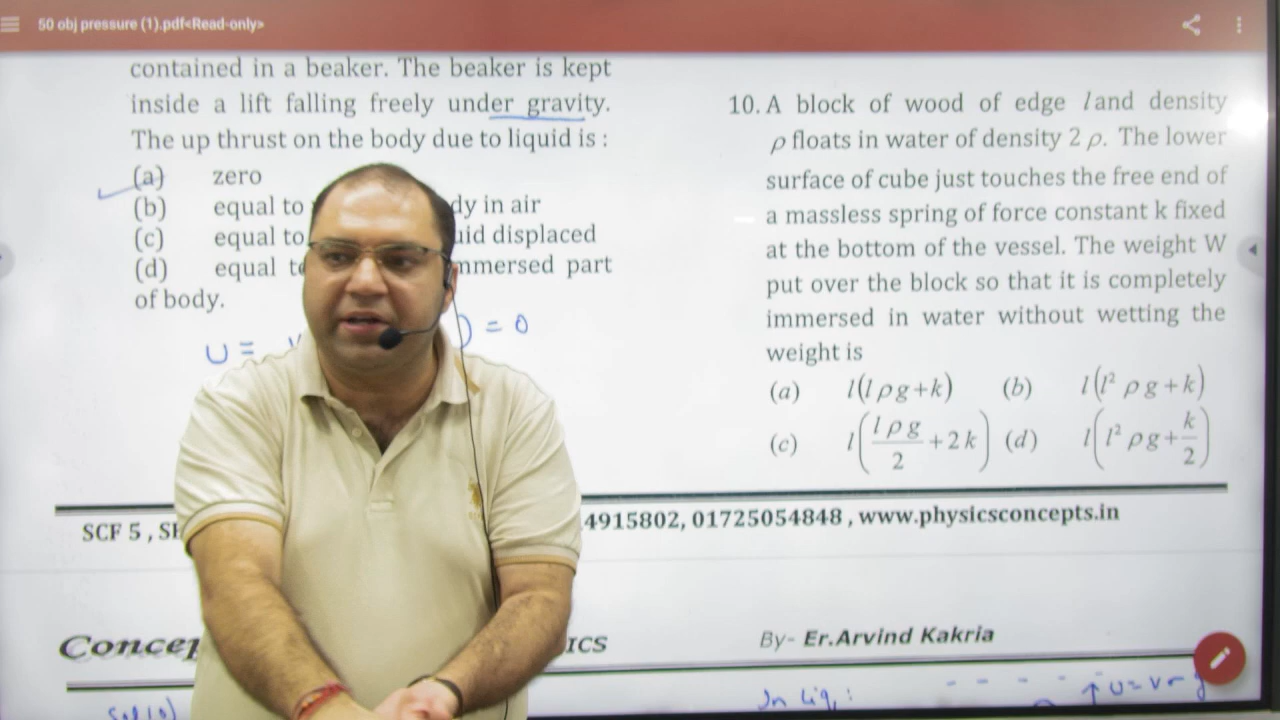 50 obj pressure (1).pdf<Read-only>
contained in a beaker. The beaker is kept
inside a lift falling freely under gravity.
The up thrust on the body due to liquid is :
(a) zero
(b) equal to dy in air
(c) equal to uid displaced
(d) equal to mmersed part
of body.
U = = 0
10. A block of wood of edge l and density
ρ floats in water of density 2 ρ. The lower
surface of cube just touches the free end of
a massless spring of force constant k fixed
at the bottom of the vessel. The weight W
put over the block so that it is completely
immersed in water without wetting the
weight is
(a) l(l ρ g+k) (b) l(l² ρ g+k)
(c) l(l ρ g/2 +2k) (d) l(l² ρg+ k/2)
SCF 5 , 4915802, 01725054848 , www.physicsconcepts.in
Concep ICS By- Er.Arvind Kakria
In Liq, :